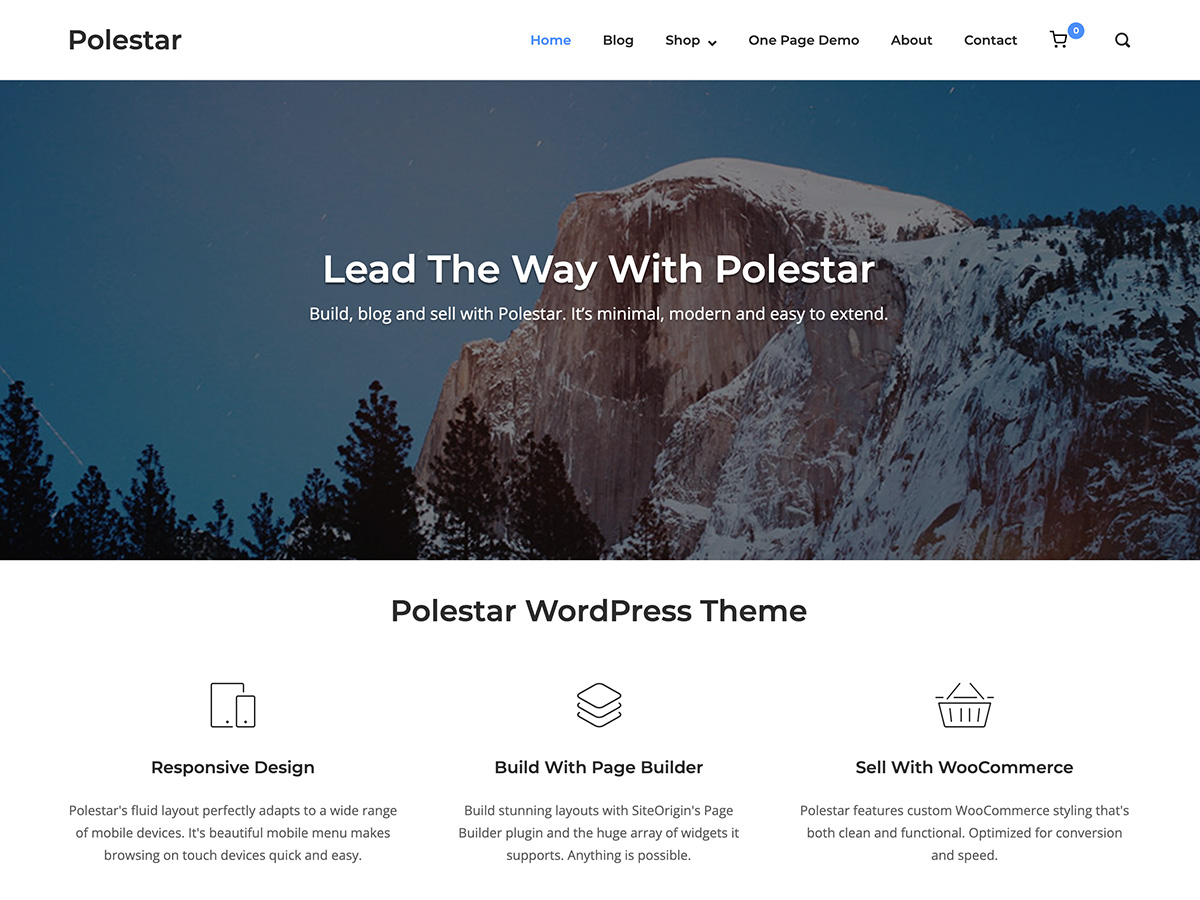 Polestar
Home Blog Shop One Page Demo About Contact 0
Lead The Way With Polestar
Build, blog and sell with Polestar. It’s minimal, modern and easy to extend.
Polestar WordPress Theme
Responsive Design
Polestar's fluid layout perfectly adapts to a wide range
of mobile devices. It's beautiful mobile menu makes
browsing on touch devices quick and easy.
Build With Page Builder
Build stunning layouts with SiteOrigin's Page
Builder plugin and the huge array of widgets it
supports. Anything is possible.
Sell With WooCommerce
Polestar features custom WooCommerce styling that's
both clean and functional. Optimized for conversion
and speed.